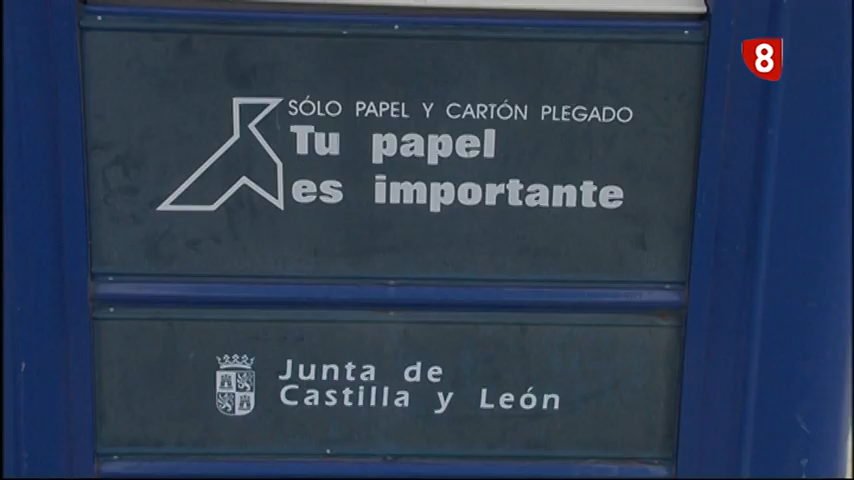 8
SÓLO PAPEL Y CARTÓN PLEGADO
Tu papel
es importante
Junta de
Castilla y León